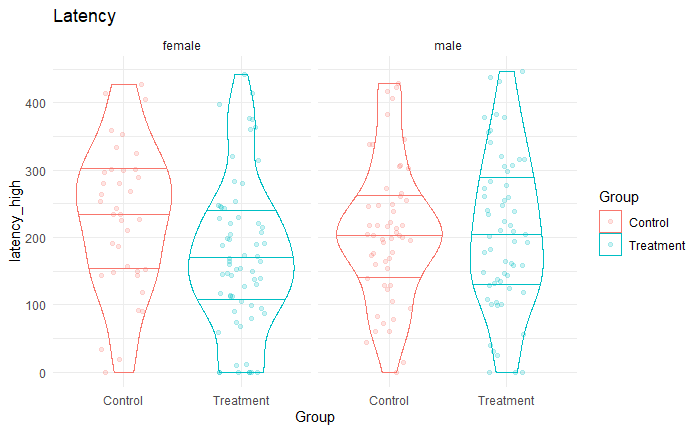 Latency
female
male
latency_high
400
300
200
100
0
Control
Treatment
Control
Treatment
Group
Group
Control
Treatment